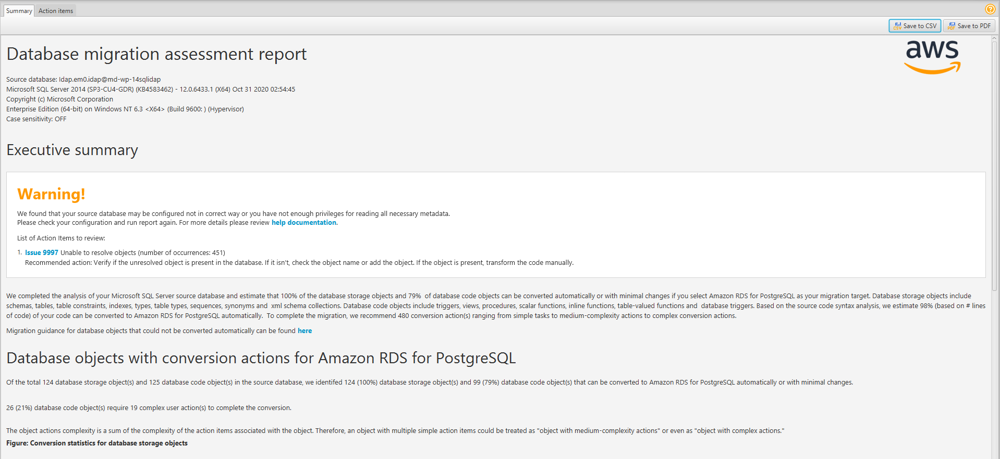 Summary
Action items
?
CSV
Save to CSV
PDF
Save to PDF
Database migration assessment report
aws
Source database: Idap.em0.idap@md-wp-14sqlidap
Microsoft SQL Server 2014 (SP3-CU4-GDR) (KB4583462) - 12.0.6433.1 (X64) Oct 31 2020 02:54:45
Copyright (c) Microsoft Corporation
Enterprise Edition (64-bit) on Windows NT 6.3 <X64> (Build 9600: ) (Hypervisor)
Case sensitivity: OFF
Executive summary
Warning!
We found that your source database may be configured not in correct way or you have not enough privileges for reading all necessary metadata.
Please check your configuration and run report again. For more details please review help documentation.
List of Action Items to review:
1. Issue 9997 Unable to resolve objects (number of occurrences: 451)
Recommended action: Verify if the unresolved object is present in the database. If it isn't, check the object name or add the object. If the object is present, transform the code manually.
We completed the analysis of your Microsoft SQL Server source database and estimate that 100% of the database storage objects and 79% of database code objects can be converted automatically or with minimal changes if you select Amazon RDS for PostgreSQL as your migration target. Database storage objects include
schemas, tables, table constraints, indexes, types, table types, sequences, synonyms and xml schema collections. Database code objects include triggers, views, procedures, scalar functions, inline functions, table-valued functions and database triggers. Based on the source code syntax analysis, we estimate 98% (based on # lines
of code) of your code can be converted to Amazon RDS for PostgreSQL automatically. To complete the migration, we recommend 480 conversion action(s) ranging from simple tasks to medium-complexity actions to complex conversion actions.
Migration guidance for database objects that could not be converted automatically can be found here
Database objects with conversion actions for Amazon RDS for PostgreSQL
Of the total 124 database storage object(s) and 125 database code object(s) in the source database, we identifed 124 (100%) database storage object(s) and 99 (79%) database code object(s) that can be converted to Amazon RDS for PostgreSQL automatically or with minimal changes.
26 (21%) database code object(s) require 19 complex user action(s) to complete the conversion.
The object actions complexity is a sum of the complexity of the action items associated with the object. Therefore, an object with multiple simple action items could be treated as "object with medium-complexity actions" or even as "object with complex actions."
Figure: Conversion statistics for database storage objects